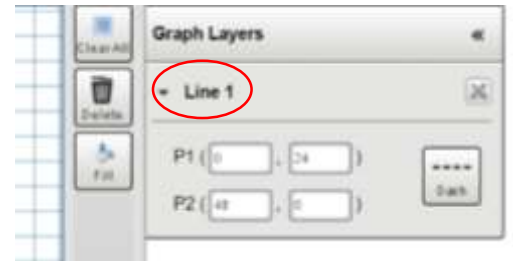 Clear All
Graph Layers «
Delete
Line 1
Fill
P1 ( 0 , 24 )
P2 ( 48 , 0 )
Dash